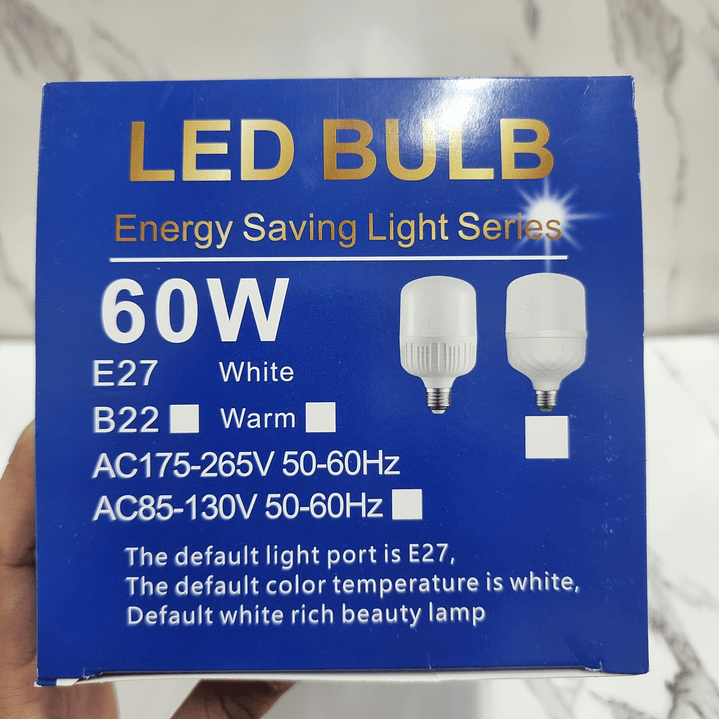 LED BULB
Energy Saving Light Series
60W
E27 White
B22 Warm
AC175-265V 50-60Hz
AC85-130V 50-60Hz
The default light port is E27,
The default color temperature is white,
Default white rich beauty lamp